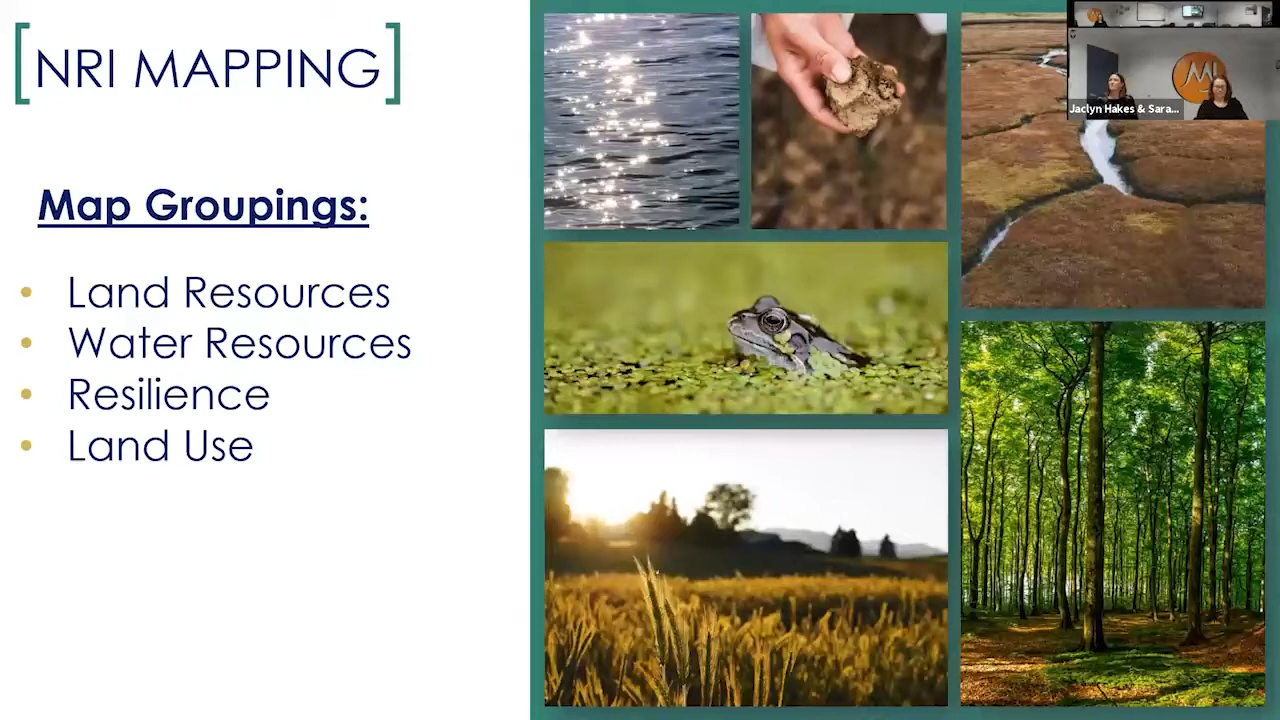 [NRI MAPPING]
Map Groupings:
• Land Resources
• Water Resources
• Resilience
• Land Use
Jaclyn Hakes & Sara...